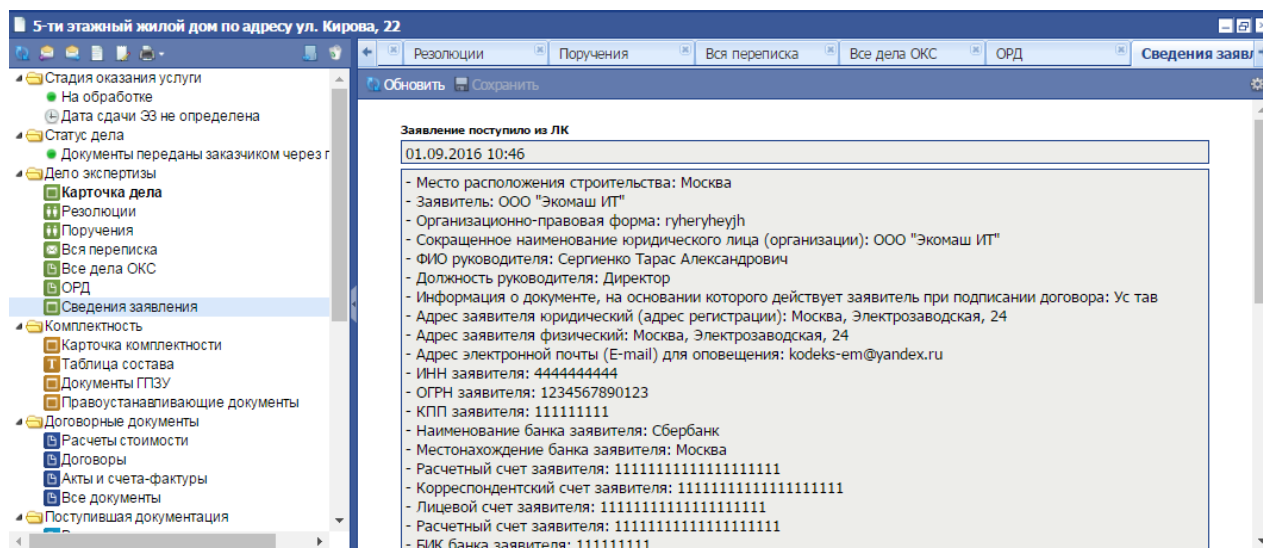 5-ти этажный жилой дом по адресу ул. Кирова, 22
Стадия оказания услуги
На обработке
Дата сдачи ЭЗ не определена
Статус дела
Документы переданы заказчиком через г
Дело экспертизы
Карточка дела
Резолюции
Поручения
Вся переписка
Все дела ОКС
ОРД
Сведения заявления
Комплектность
Карточка комплектности
Таблица состава
Документы ГПЗУ
Правоустанавливающие документы
Договорные документы
Расчеты стоимости
Договоры
Акты и счета-фактуры
Все документы
Поступившая документация
Резолюции Поручения Вся переписка Все дела ОКС ОРД Сведения заявл
Обновить Сохранить
Заявление поступило из ЛК
01.09.2016 10:46
- Место расположения строительства: Москва
- Заявитель: ООО "Экомаш ИТ"
- Организационно-правовая форма: ryheryheyjh
- Сокращенное наименование юридического лица (организации): ООО "Экомаш ИТ"
- ФИО руководителя: Сергиенко Тарас Александрович
- Должность руководителя: Директор
- Информация о документе, на основании которого действует заявитель при подписании договора: Ус тав
- Адрес заявителя юридический (адрес регистрации): Москва, Электрозаводская, 24
- Адрес заявителя физический: Москва, Электрозаводская, 24
- Адрес электронной почты (E-mail) для оповещения: kodeks-em@yandex.ru
- ИНН заявителя: 4444444444
- ОГРН заявителя: 1234567890123
- КПП заявителя: 111111111
- Наименование банка заявителя: Сбербанк
- Местонахождение банка заявителя: Москва
- Расчетный счет заявителя: 11111111111111111111
- Корреспондентский счет заявителя: 11111111111111111111
- Лицевой счет заявителя: 11111111111111111111
- Расчетный счет заявителя: 11111111111111111111
- БИК банка заявителя: 111111111